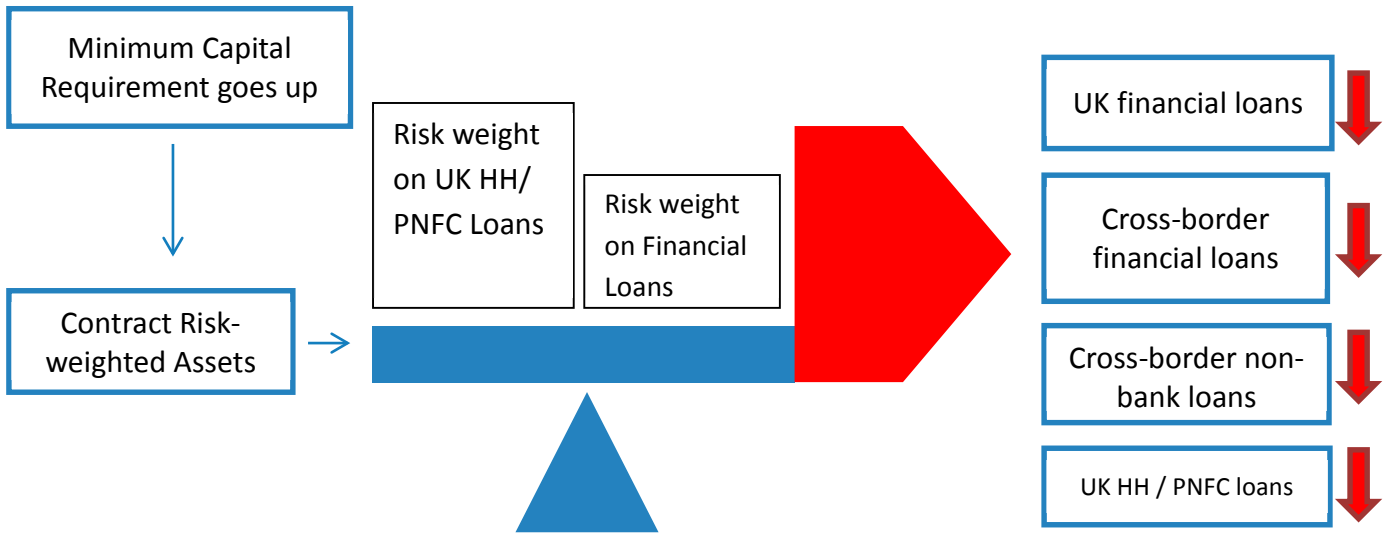 Minimum Capital
Requirement goes up
Contract Risk-
weighted Assets
Risk weight
on UK HH/
PNFC Loans
Risk weight
on Financial
Loans
UK financial loans
Cross-border
financial loans
Cross-border non-
bank loans
UK HH / PNFC loans